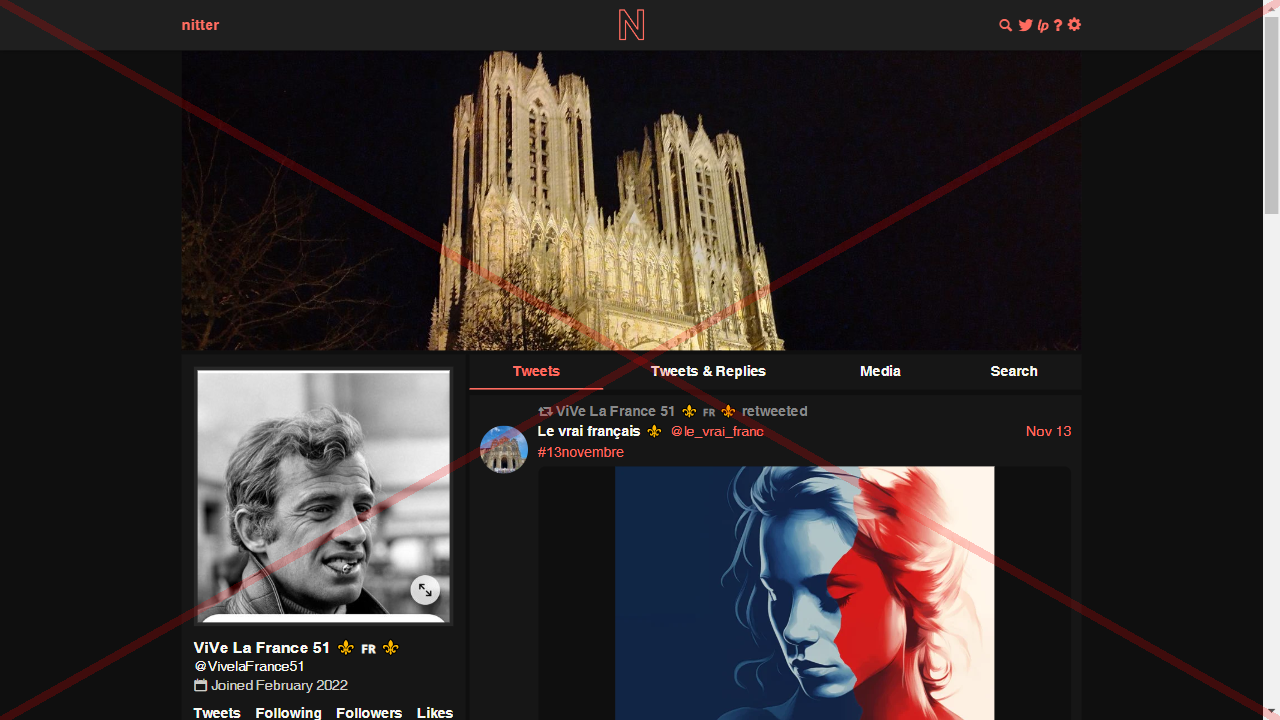 nitter
N
lp ?
Tweets
Tweets & Replies
Media
Search
ViVe La France 51 ⚜ FR ⚜ retweeted
Le vrai français ⚜ @le_vrai_franc
Nov 13
#13novembre
ViVe La France 51 ⚜ FR ⚜
@VivelaFrance51
Joined February 2022
Tweets Following Followers Likes